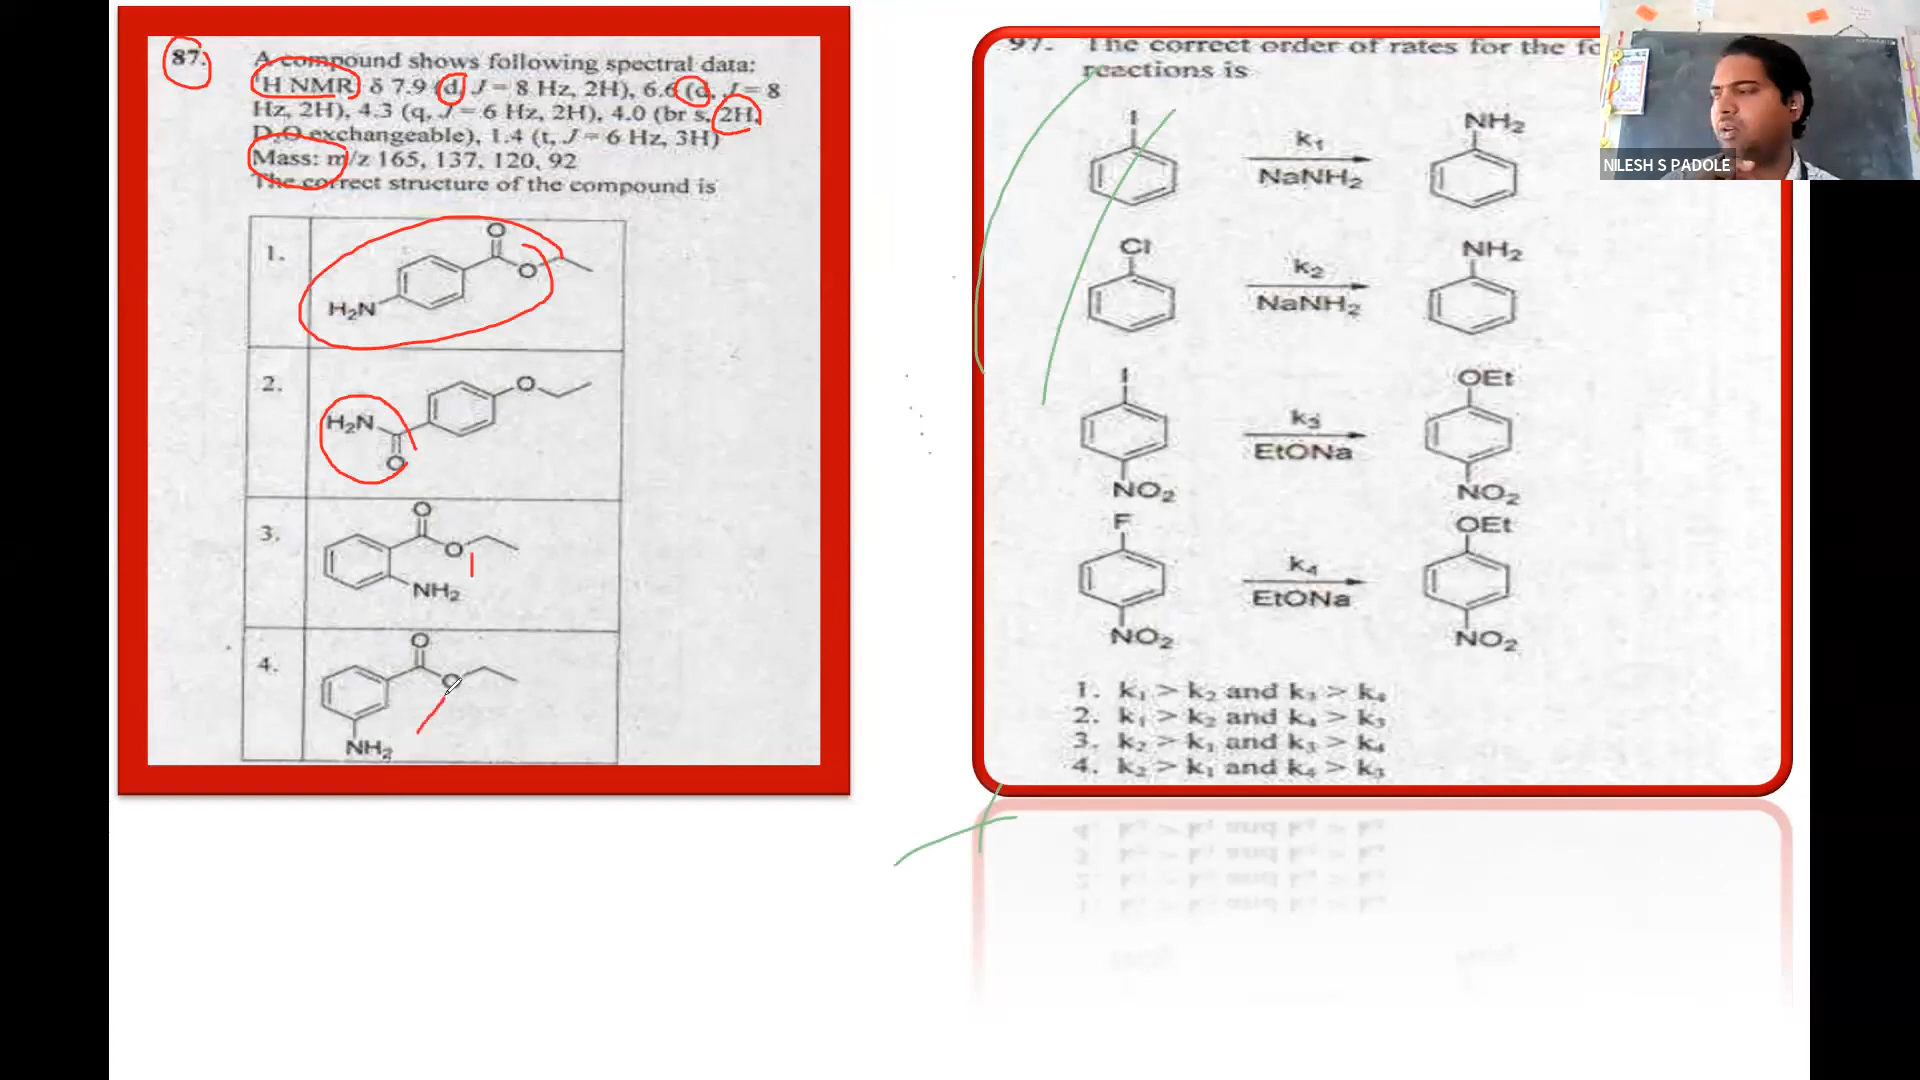 87.
A compound shows following spectral data:
¹H NMR: δ 7.9 (d, J = 8 Hz, 2H), 6.6 (d, J = 8
Hz, 2H), 4.3 (q, J = 6 Hz, 2H), 4.0 (br s, 2H,
D₂O exchangeable), 1.4 (t, J = 6 Hz, 3H)
Mass: m/z 165, 137, 120, 92
The correct structure of the compound is
1.
O
O
H₂N
2.
O
H₂N
O
3.
O
O
NH₂
4.
O
O
NH₂
97. The correct order of rates for the fo
reactions is
I
k₁
NaNH₂
NH₂
Cl
k₂
NaNH₂
NH₂
I
k₃
EtONa
OEt
NO₂
NO₂
F
k₄
EtONa
OEt
NO₂
NO₂
1. k₁ > k₂ and k₃ > k₄
2. k₁ > k₂ and k₄ > k₃
3. k₂ > k₁ and k₃ > k₄
4. k₂ > k₁ and k₄ > k₃
NILESH S PADOLE